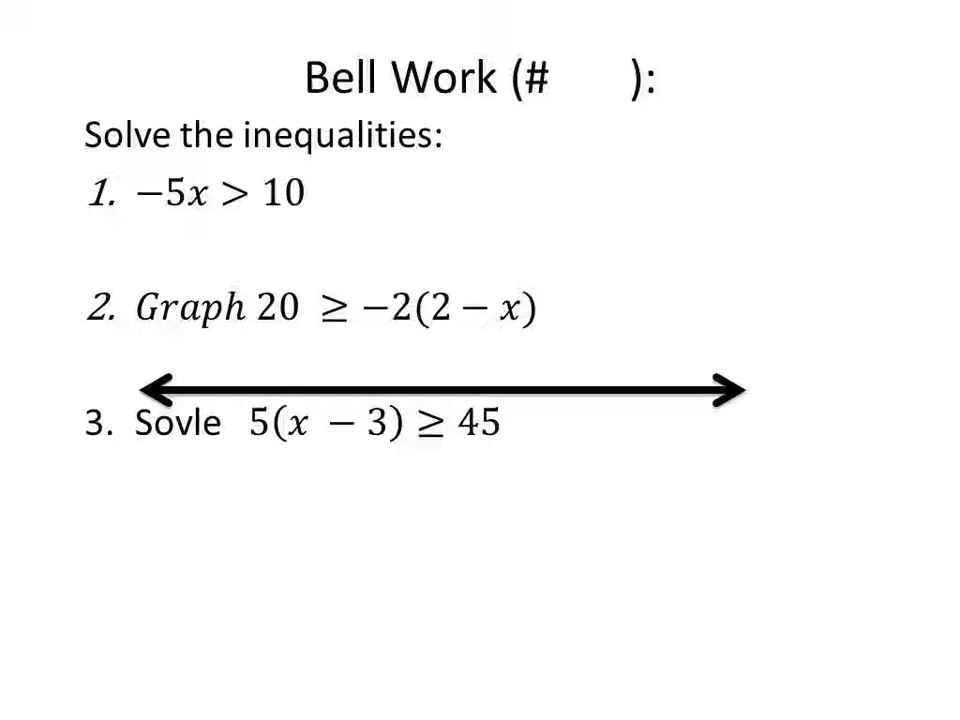 Bell Work (# ):
Solve the inequalities:
1. −5x > 10
2. Graph 20 ≥ −2(2 − x)
3. Sovle 5(x − 3) ≥ 45